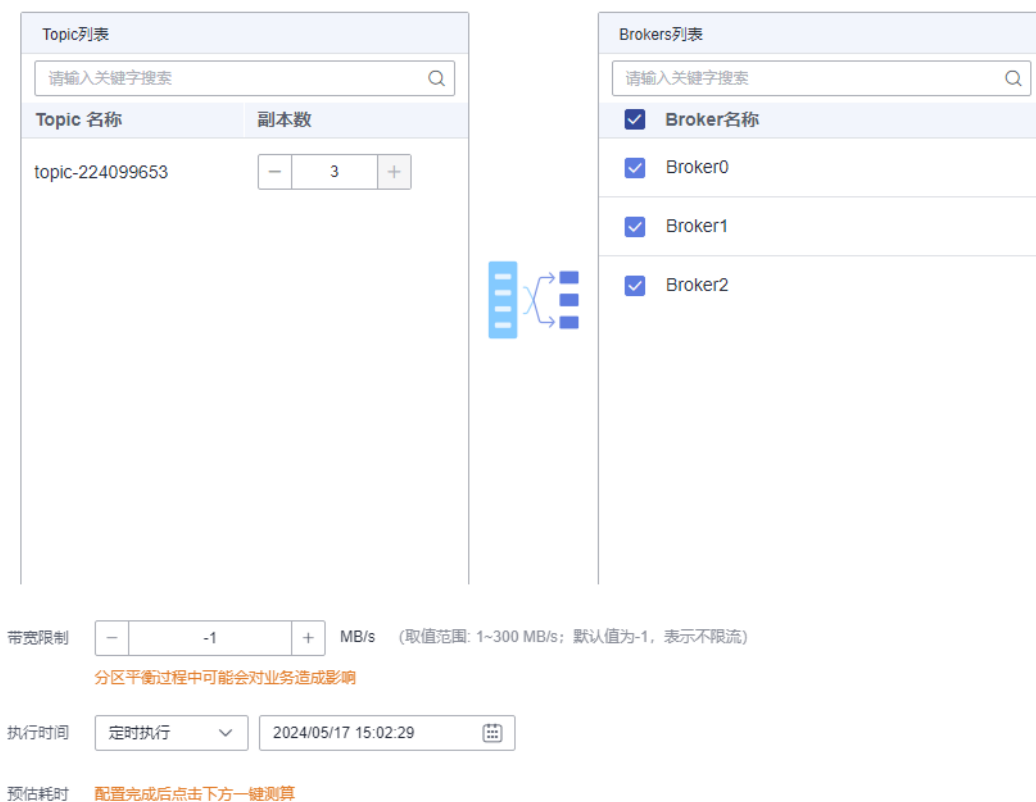 Topic列表
请输入关键字搜索
Topic 名称 副本数
topic-224099653 3
Brokers列表
请输入关键字搜索
Broker名称
Broker0
Broker1
Broker2
带宽限制 -1 MB/s (取值范围: 1~300 MB/s; 默认值为-1, 表示不限流)
分区平衡过程中可能会对业务造成影响
执行时间 定时执行 2024/05/17 15:02:29
预估耗时 配置完成后点击下方一键测算